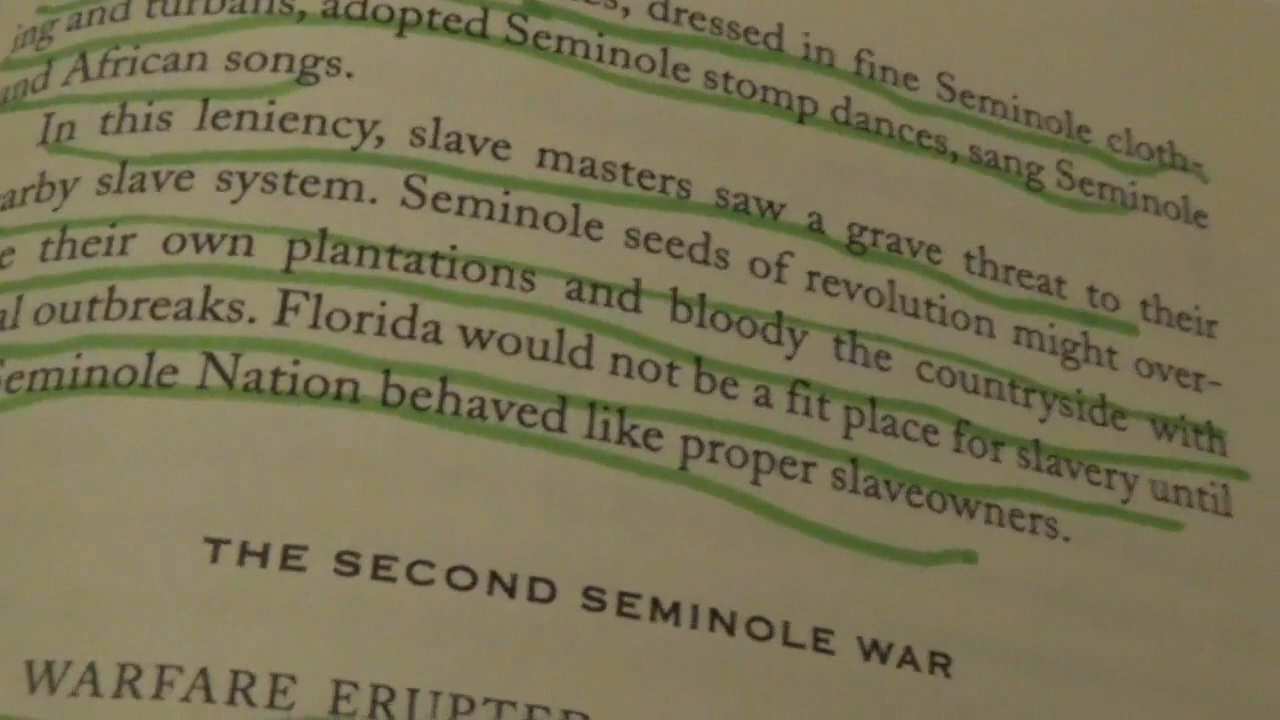 dressed in fine Seminole cloth-
ing and turbans, adopted Seminole stomp dances, sang Seminole
and African songs.
In this leniency, slave masters saw a grave threat to their
arby slave system. Seminole seeds of revolution might over-
e their own plantations and bloody the countryside with
al outbreaks. Florida would not be a fit place for slavery until
Seminole Nation behaved like proper slaveowners.
THE SECOND SEMINOLE WAR
WARFARE ERUPTED